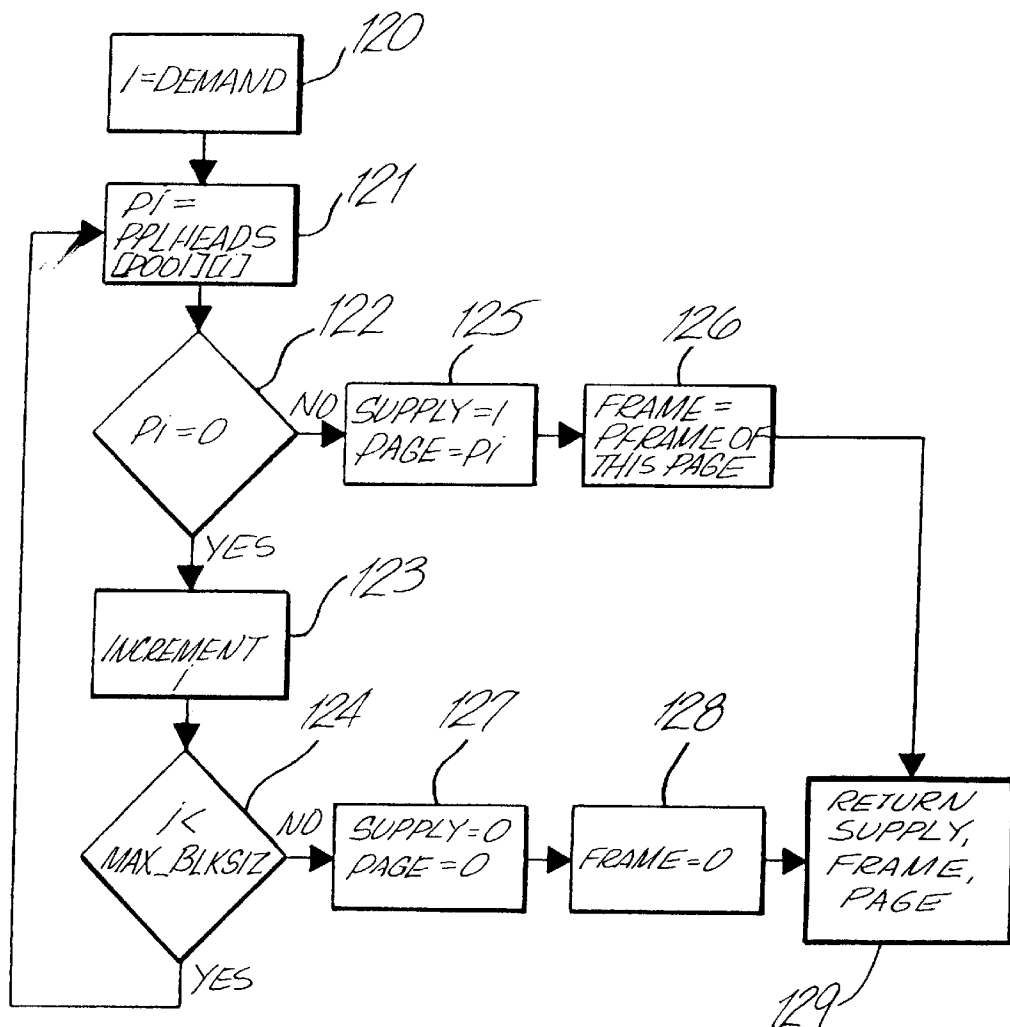 120
I=DEMAND
121
Pi=
PPLHEADS
[POOl][i]
122
Pi=0
NO
YES
125
SUPPLY=I
PAGE=Pi
126
FRAME=
PFRAME OF
THIS PAGE
123
INCREMENT
i
124
i<
MAX_BLKSIZ
NO
YES
127
SUPPLY=0
PAGE=0
128
FRAME=0
RETURN
SUPPLY,
FRAME,
PAGE
129